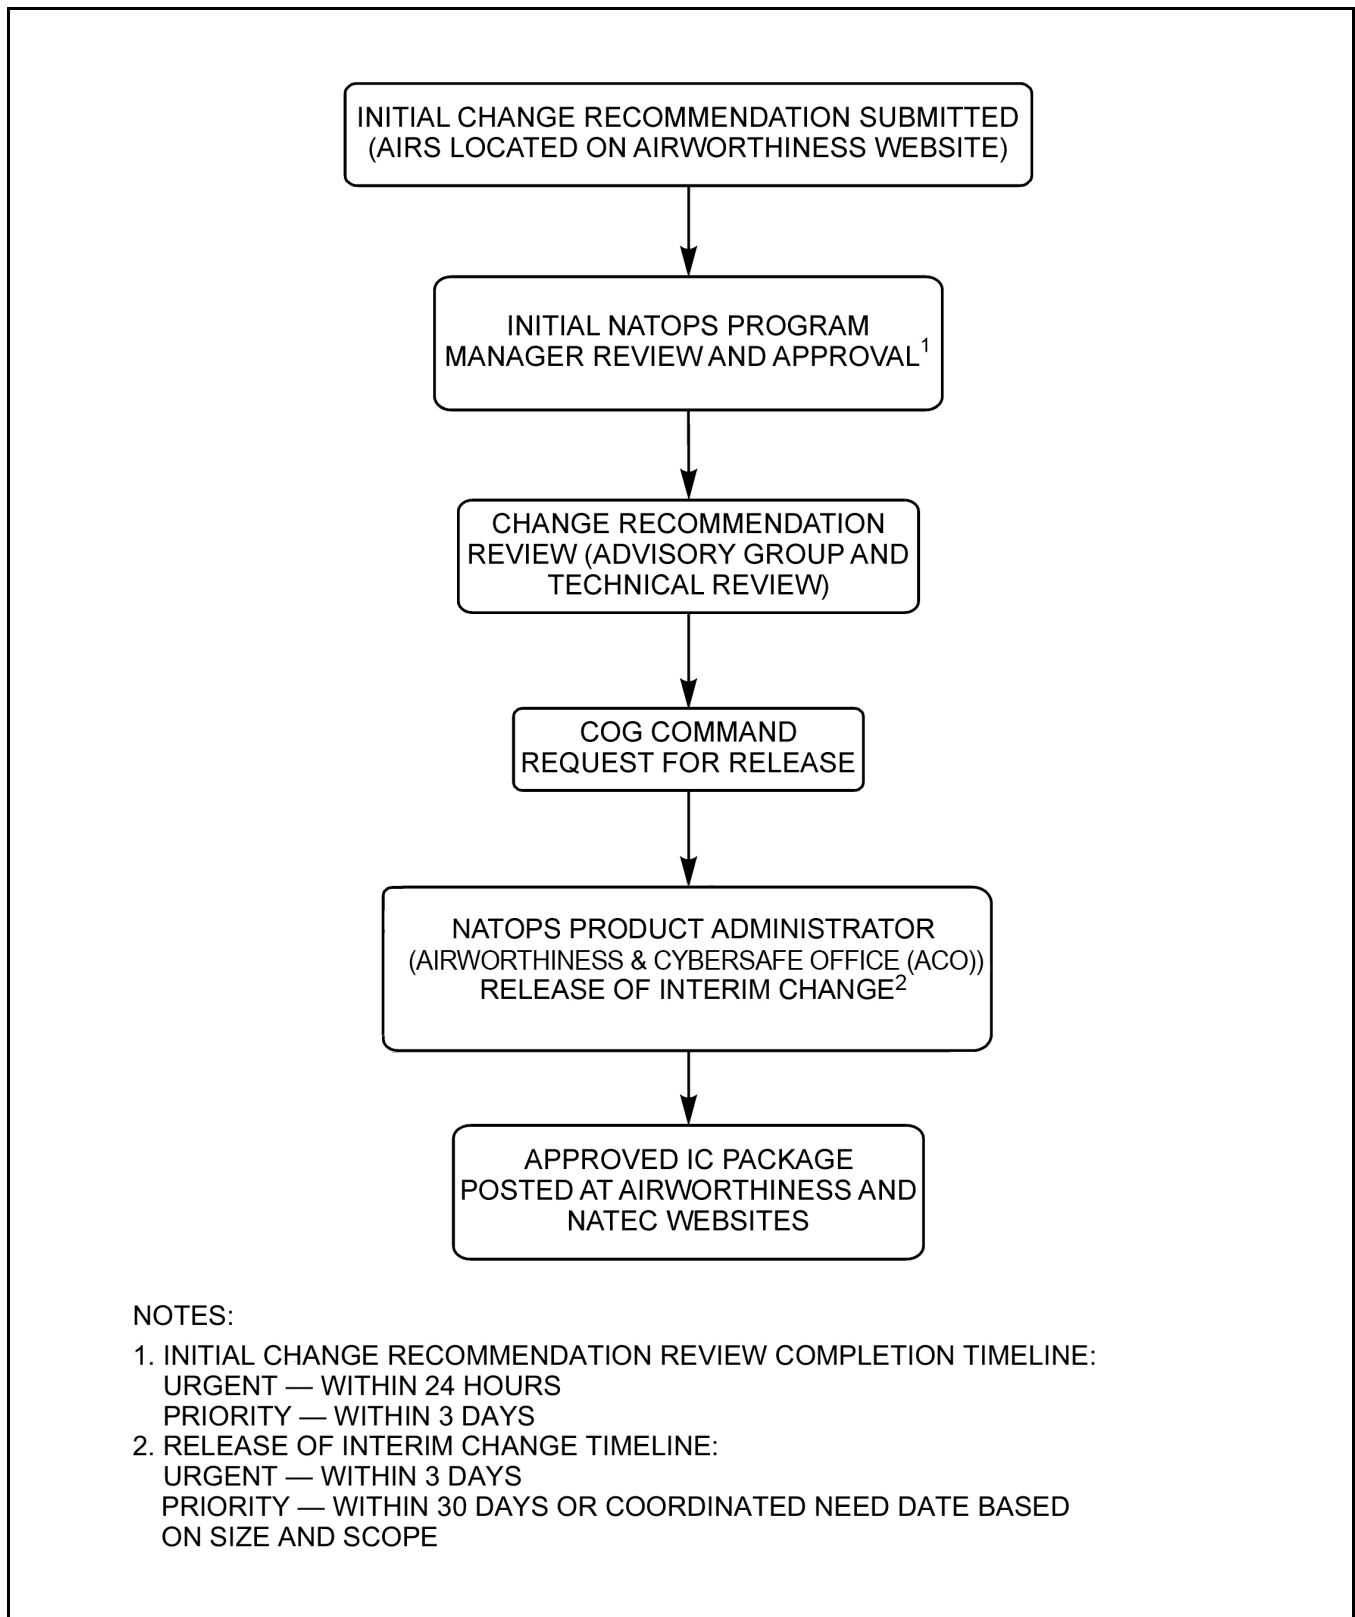 INITIAL CHANGE RECOMMENDATION SUBMITTED
(AIRS LOCATED ON AIRWORTHINESS WEBSITE)
INITIAL NATOPS PROGRAM
MANAGER REVIEW AND APPROVAL¹
CHANGE RECOMMENDATION
REVIEW (ADVISORY GROUP AND
TECHNICAL REVIEW)
COG COMMAND
REQUEST FOR RELEASE
NATOPS PRODUCT ADMINISTRATOR
(AIRWORTHINESS & CYBERSAFE OFFICE (ACO))
RELEASE OF INTERIM CHANGE²
APPROVED IC PACKAGE
POSTED AT AIRWORTHINESS AND
NATEC WEBSITES
NOTES:
1. INITIAL CHANGE RECOMMENDATION REVIEW COMPLETION TIMELINE:
URGENT — WITHIN 24 HOURS
PRIORITY — WITHIN 3 DAYS
2. RELEASE OF INTERIM CHANGE TIMELINE:
URGENT — WITHIN 3 DAYS
PRIORITY — WITHIN 30 DAYS OR COORDINATED NEED DATE BASED
ON SIZE AND SCOPE